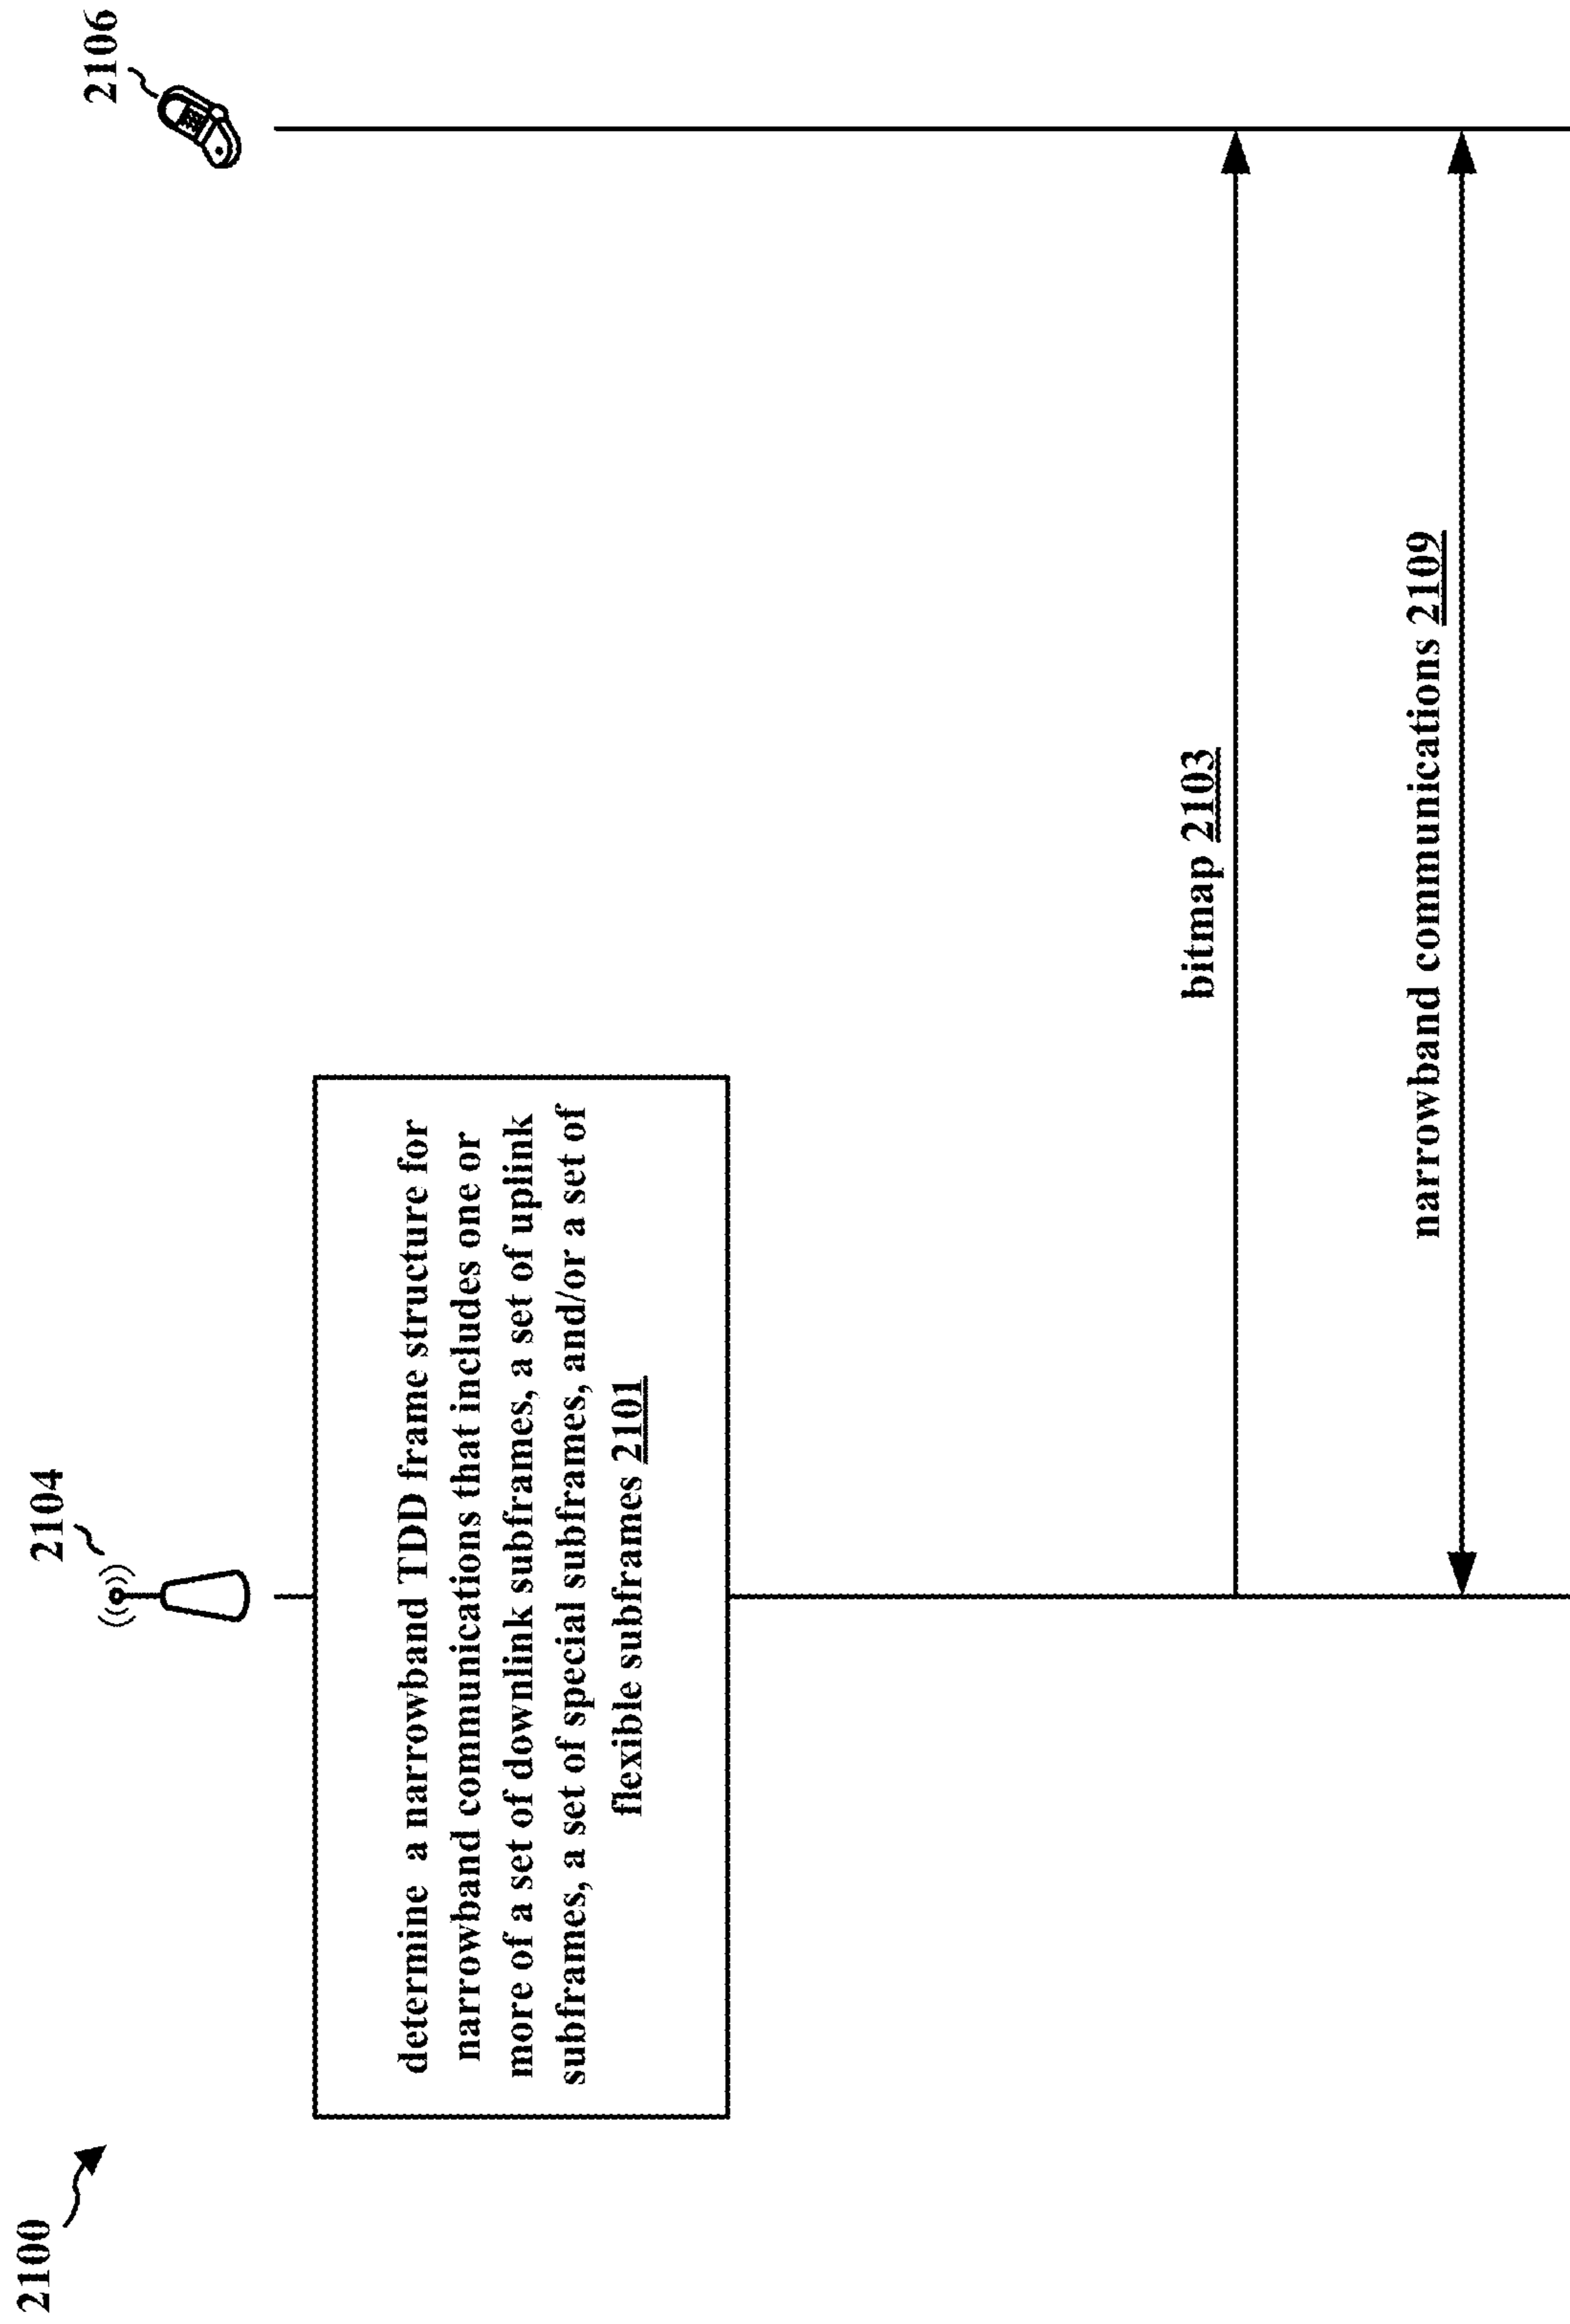 2100
2104
2106
determine a narrowband TDD frame structure for
narrowband communications that includes one or
more of a set of downlink subframes, a set of uplink
subframes, a set of special subframes, and/or a set of
flexible subframes 2101
bitmap 2103
narrowband communications 2109